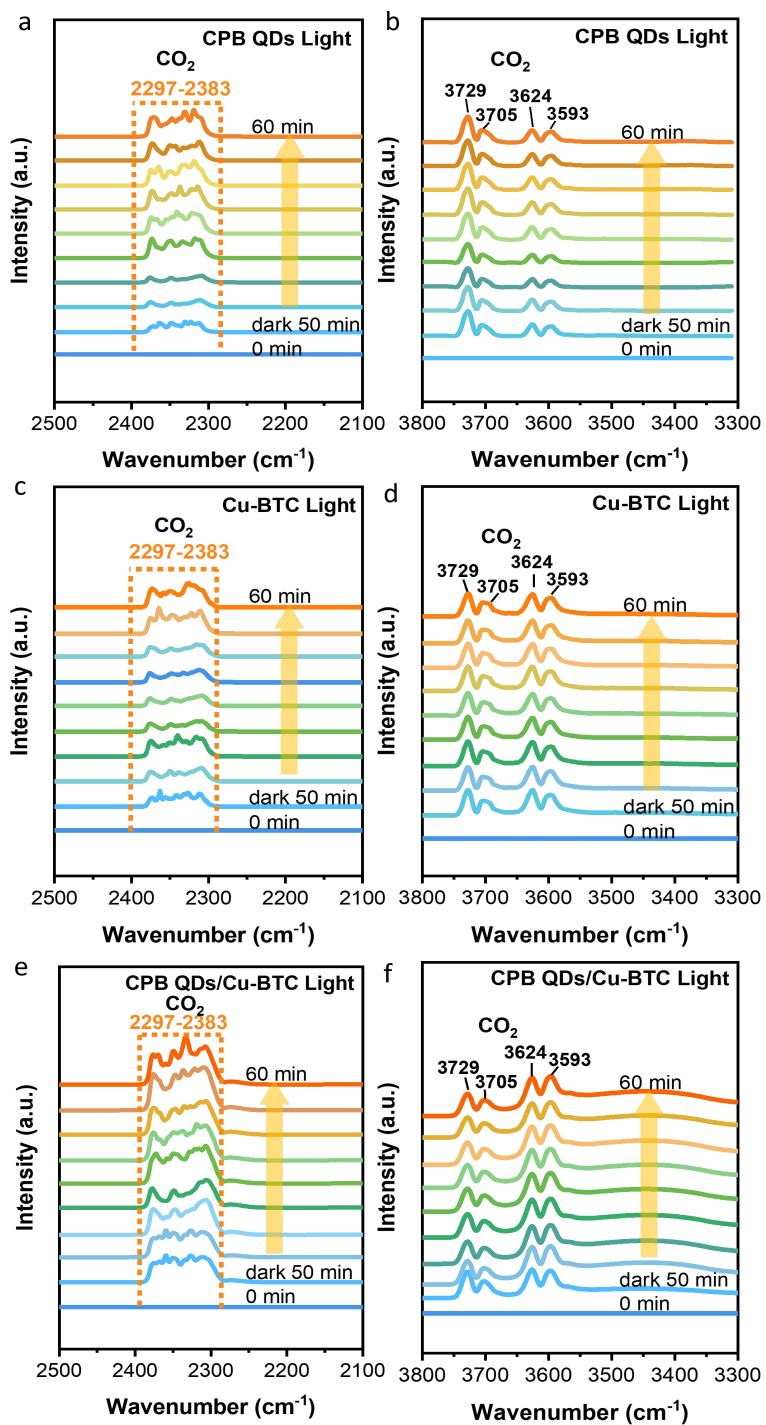 a
CPB QDs Light
CO2
2297-2383
60 min
dark 50 min
0 min
Intensity (a.u.)
2500 2400 2300 2200 2100
Wavenumber (cm-1)
b
CPB QDs Light
CO2
3729
3705
3624
3593
60 min
dark 50 min
0 min
Intensity (a.u.)
3800 3700 3600 3500 3400 3300
Wavenumber (cm-1)
c
Cu-BTC Light
CO2
2297-2383
60 min
dark 50 min
0 min
Intensity (a.u.)
2500 2400 2300 2200 2100
Wavenumber (cm-1)
d
Cu-BTC Light
CO2
3729
3705
3624
3593
60 min
dark 50 min
0 min
Intensity (a.u.)
3800 3700 3600 3500 3400 3300
Wavenumber (cm-1)
e
CPB QDs/Cu-BTC Light
CO2
2297-2383
60 min
dark 50 min
0 min
Intensity (a.u.)
2500 2400 2300 2200 2100
Wavenumber (cm-1)
f
CPB QDs/Cu-BTC Light
CO2
3729
3705
3624
3593
60 min
dark 50 min
0 min
Intensity (a.u.)
3800 3700 3600 3500 3400 3300
Wavenumber (cm-1)